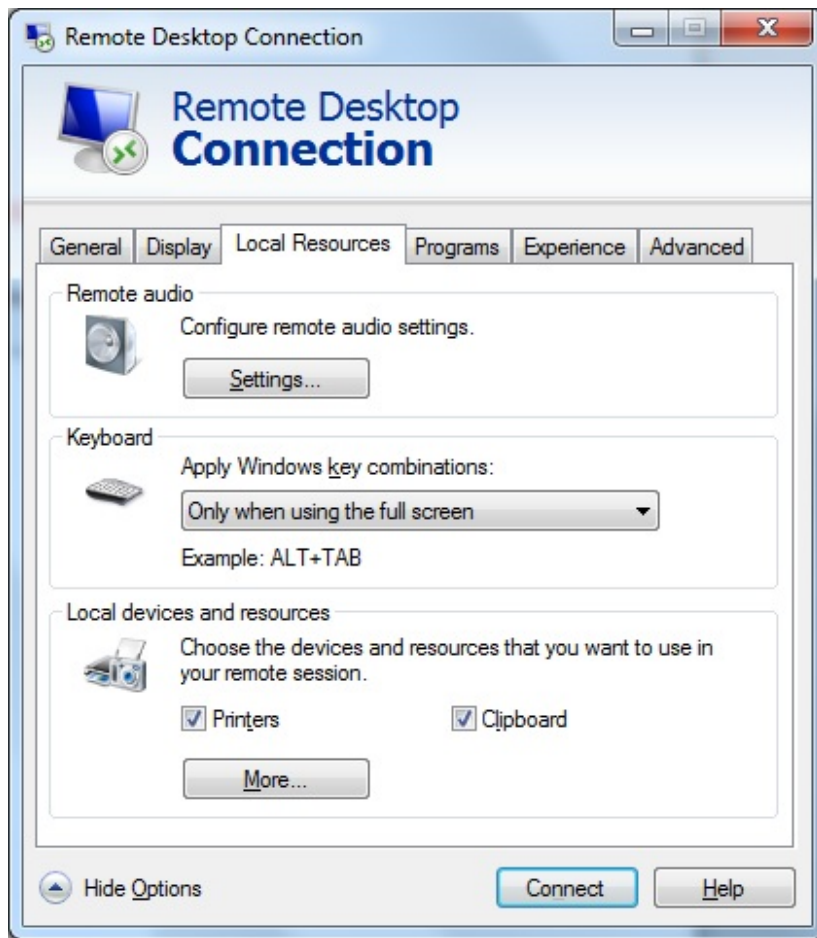 Remote Desktop Connection
Remote Desktop
Connection
General Display Local Resources Programs Experience Advanced
Remote audio
Configure remote audio settings.
Settings...
Keyboard
Apply Windows key combinations:
Only when using the full screen
Example: ALT+TAB
Local devices and resources
Choose the devices and resources that you want to use in
your remote session.
Printers Clipboard
More...
Hide Options Connect Help